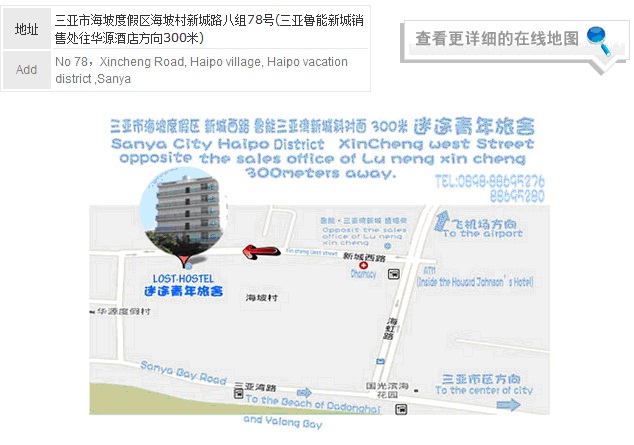 地址
三亚市海坡度假区海坡村新城路八组78号(三亚鲁能新城销
售处往华源酒店方向300米)
Add
No 78，Xincheng Road, Haipo village, Haipo vacation
district ,Sanya
查看更详细的在线地图
三亚市海坡度假区 新城西路 鲁能三亚湾新城斜对面 300米 迷途青年旅舍
Sanya City Haipo District XinCheng west Street
opposite the sales office of Lu neng xin cheng
300meters away.
TEL:0898-88695276
88695280
鲁能·三亚湾新城
Opposit the sales
office of Lu neng
xin cheng
飞机场方向
To the airport
Xin cheng west street
新城西路
Pharmacy
ATM
(Inside the Howard Johnson's Hotel)
LOST-HOSTEL
迷途青年旅舍
海坡村
华源度假村
海虹路
Sanya Bay Road
三亚湾路
国光滨海
花园
三亚市区方向
To the center of city
To the Beach of Dadonghai
and Yalong Bay